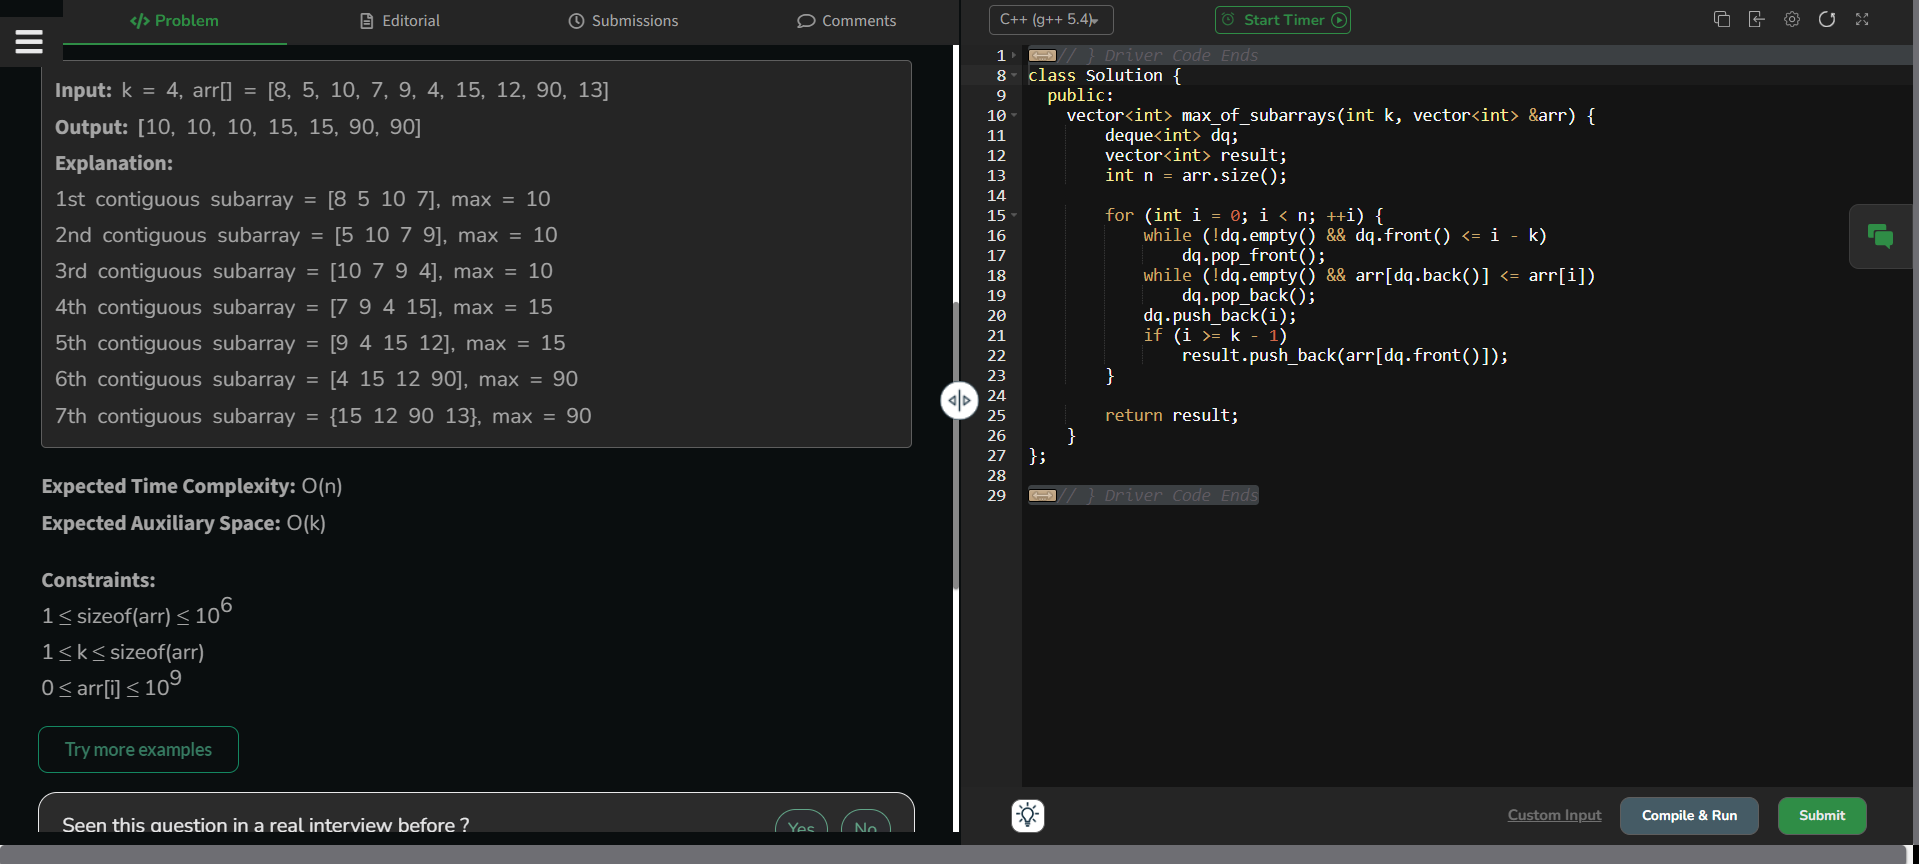 </> Problem
Editorial
Submissions
Comments
Input: k = 4, arr[] = [8, 5, 10, 7, 9, 4, 15, 12, 90, 13]
Output: [10, 10, 10, 15, 15, 90, 90]
Explanation:
1st contiguous subarray = [8 5 10 7], max = 10
2nd contiguous subarray = [5 10 7 9], max = 10
3rd contiguous subarray = [10 7 9 4], max = 10
4th contiguous subarray = [7 9 4 15], max = 15
5th contiguous subarray = [9 4 15 12], max = 15
6th contiguous subarray = [4 15 12 90], max = 90
7th contiguous subarray = {15 12 90 13}, max = 90
Expected Time Complexity: O(n)
Expected Auxiliary Space: O(k)
Constraints:
1 ≤ sizeof(arr) ≤ 10⁶
1 ≤ k ≤ sizeof(arr)
0 ≤ arr[i] ≤ 10⁹
Try more examples
Seen this question in a real interview before ?
Yes
No
C++ (g++ 5.4)
Start Timer
1 // } Driver Code Ends
8 class Solution {
9   public:
10     vector<int> max_of_subarrays(int k, vector<int> &arr) {
11         deque<int> dq;
12         vector<int> result;
13         int n = arr.size();
14
15         for (int i = 0; i < n; ++i) {
16             while (!dq.empty() && dq.front() <= i - k)
17                 dq.pop_front();
18             while (!dq.empty() && arr[dq.back()] <= arr[i])
19                 dq.pop_back();
20             dq.push_back(i);
21             if (i >= k - 1)
22                 result.push_back(arr[dq.front()]);
23         }
24
25         return result;
26     }
27 };
28
29 // } Driver Code Ends
Custom Input
Compile & Run
Submit